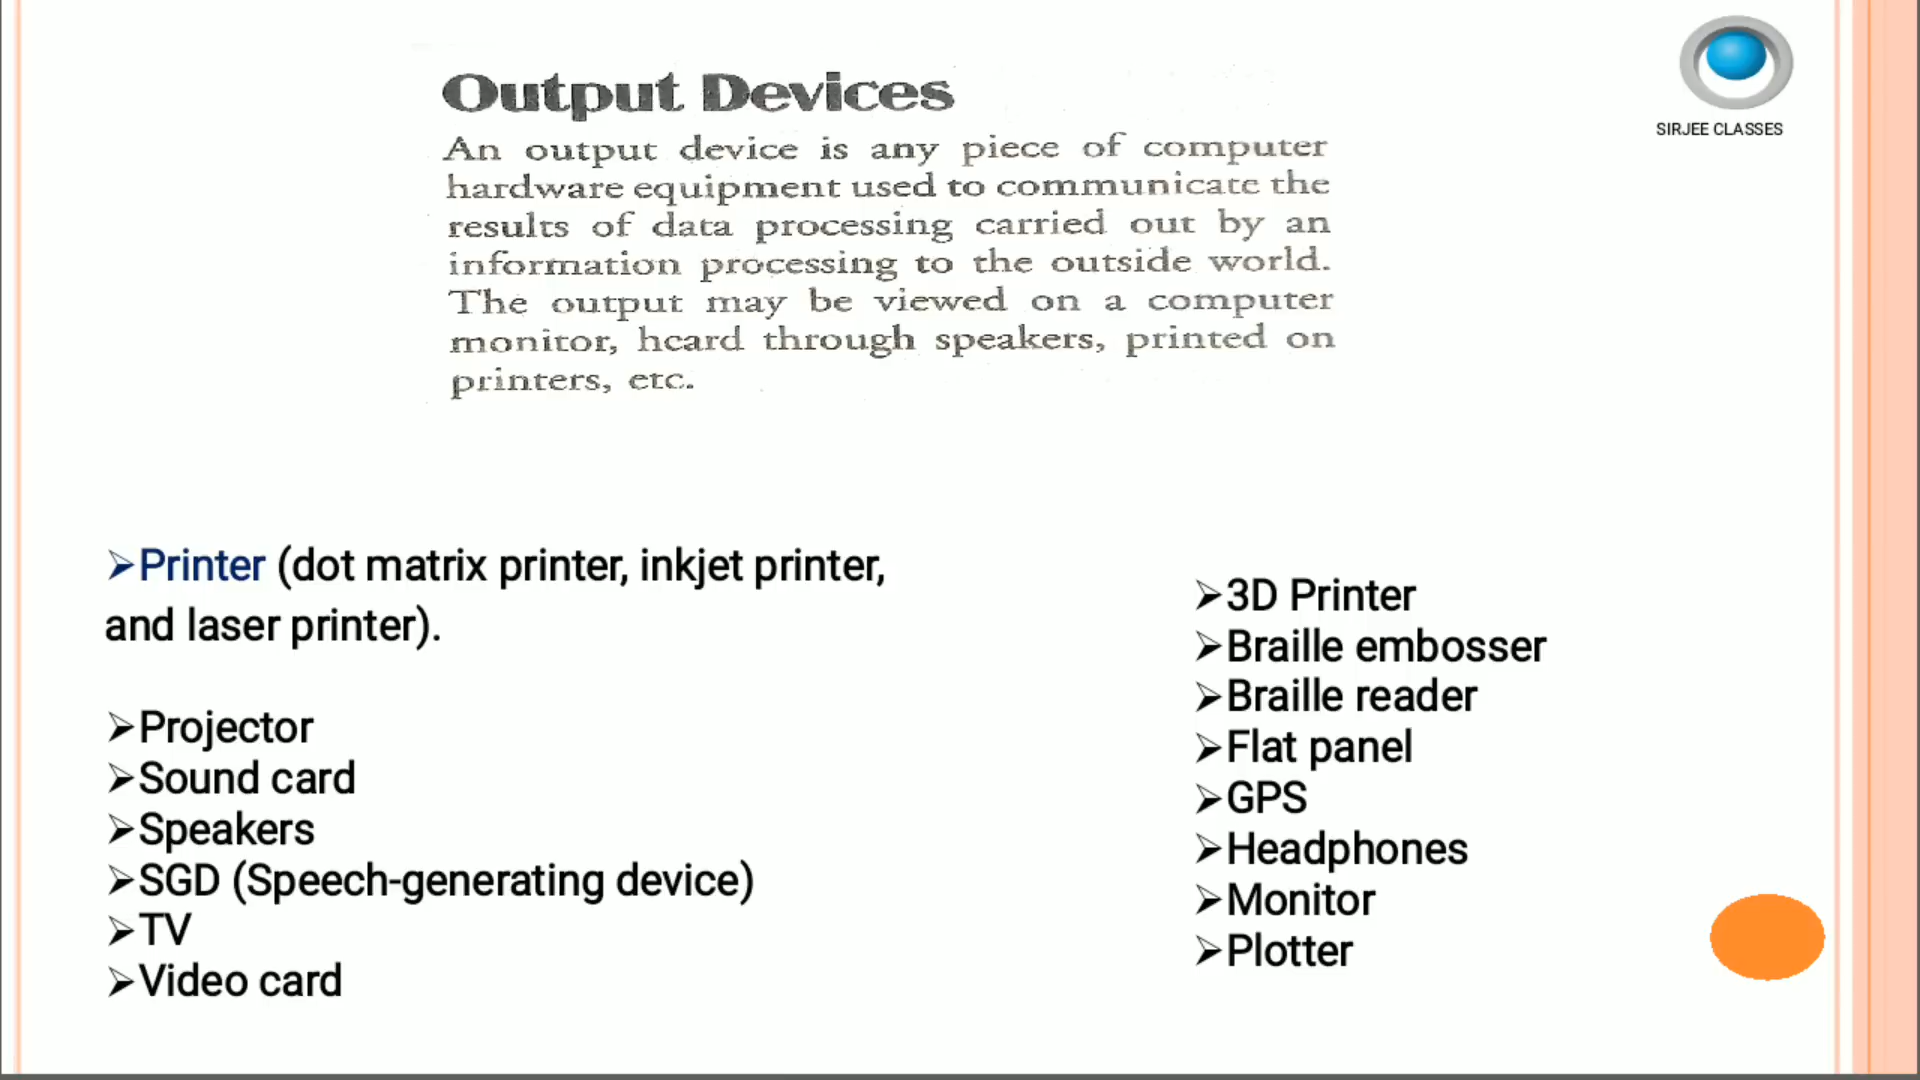 Output Devices
An output device is any piece of computer
hardware equipment used to communicate the
results of data processing carried out by an
information processing to the outside world.
The output may be viewed on a computer
monitor, heard through speakers, printed on
printers, etc.
SIRJEE CLASSES
➢Printer (dot matrix printer, inkjet printer,
and laser printer).
➢Projector
➢Sound card
➢Speakers
➢SGD (Speech-generating device)
➢TV
➢Video card
➢3D Printer
➢Braille embosser
➢Braille reader
➢Flat panel
➢GPS
➢Headphones
➢Monitor
➢Plotter